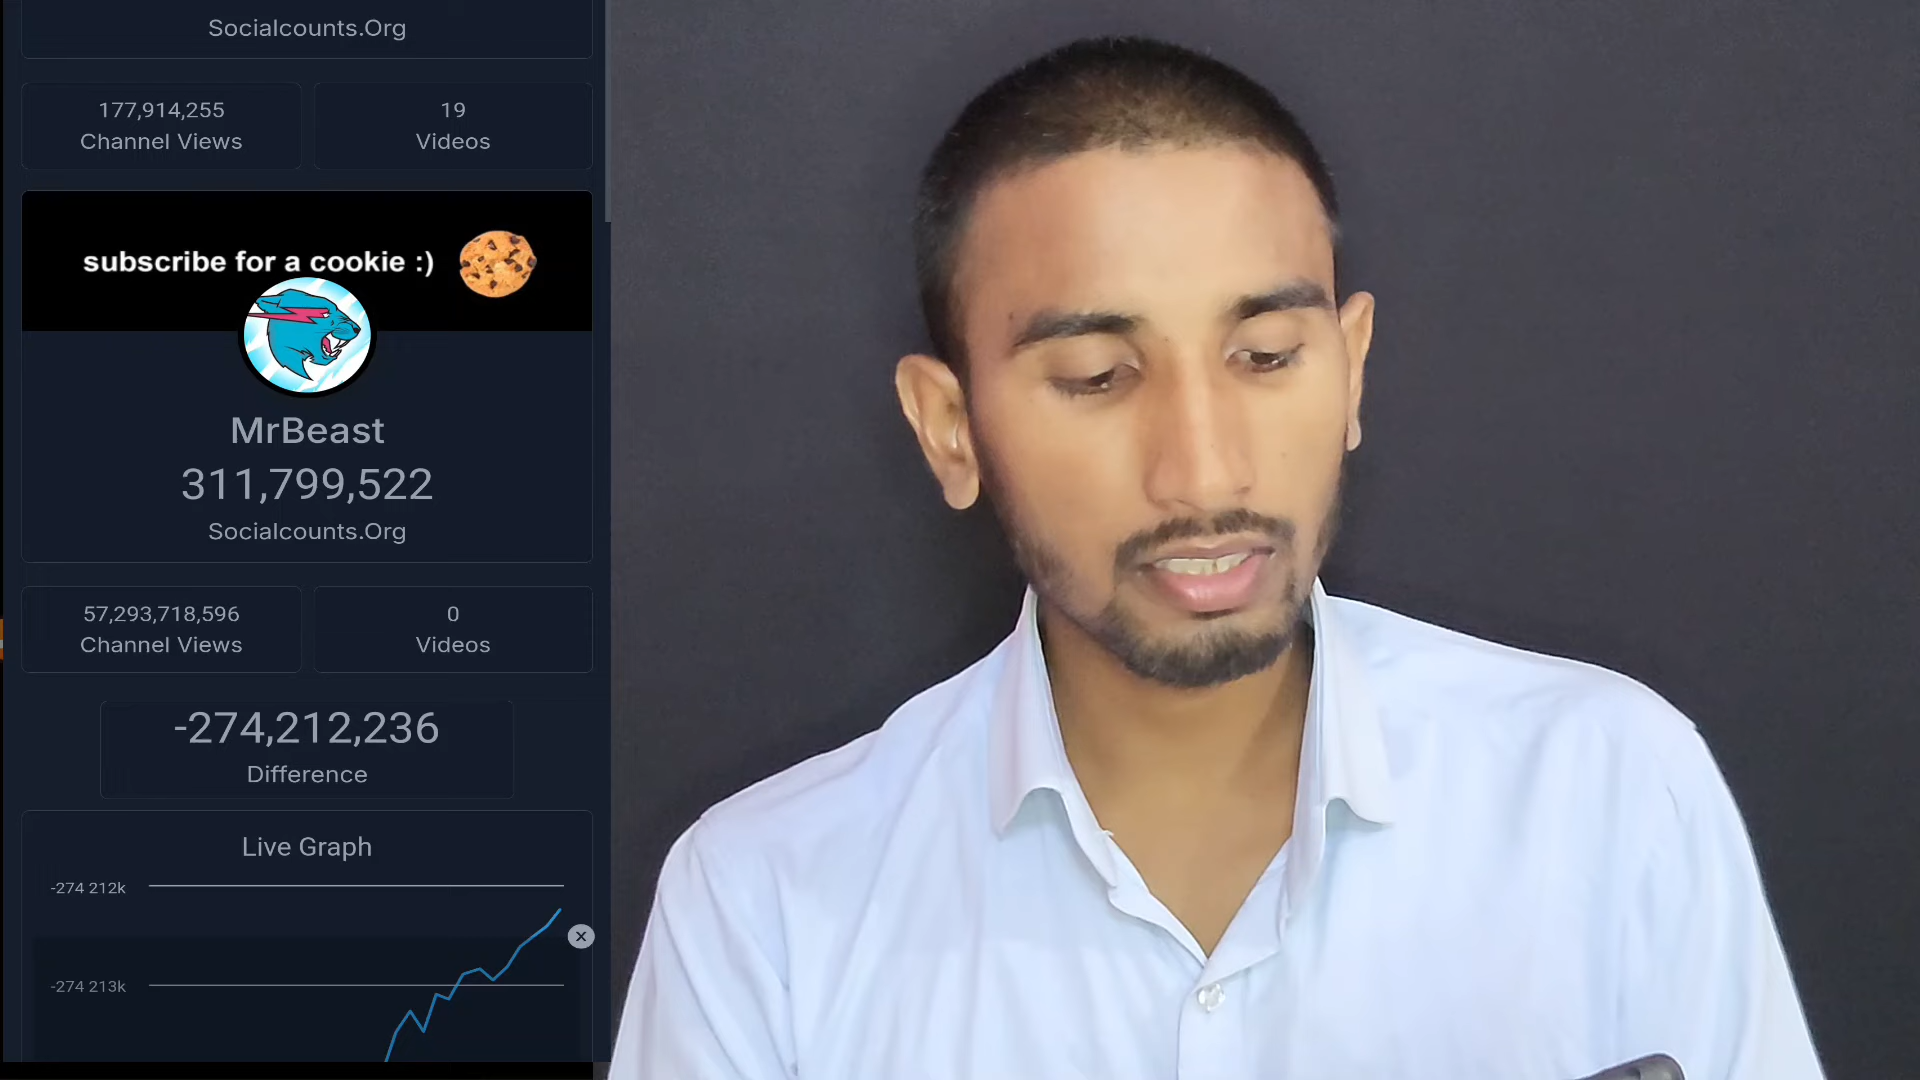 Socialcounts.Org
177,914,255
Channel Views
19
Videos
subscribe for a cookie :)
MrBeast
311,799,522
Socialcounts.Org
57,293,718,596
Channel Views
0
Videos
-274,212,236
Difference
Live Graph
-274 212k
-274 213k